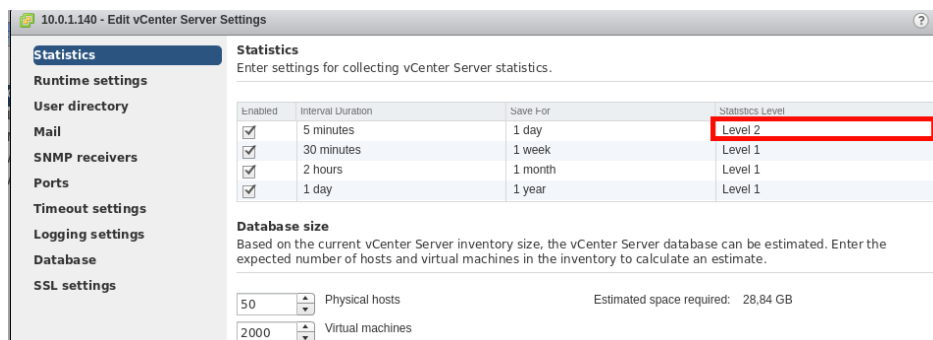 10.0.1.140 - Edit vCenter Server Settings ?
Statistics
Runtime settings
User directory
Mail
SNMP receivers
Ports
Timeout settings
Logging settings
Database
SSL settings
Statistics
Enter settings for collecting vCenter Server statistics.
Enabled Interval Duration Save For Statistics Level
5 minutes 1 day Level 2
30 minutes 1 week Level 1
2 hours 1 month Level 1
1 day 1 year Level 1
Database size
Based on the current vCenter Server inventory size, the vCenter Server database can be estimated. Enter the
expected number of hosts and virtual machines in the inventory to calculate an estimate.
50 Physical hosts Estimated space required: 28,84 GB
2000 Virtual machines